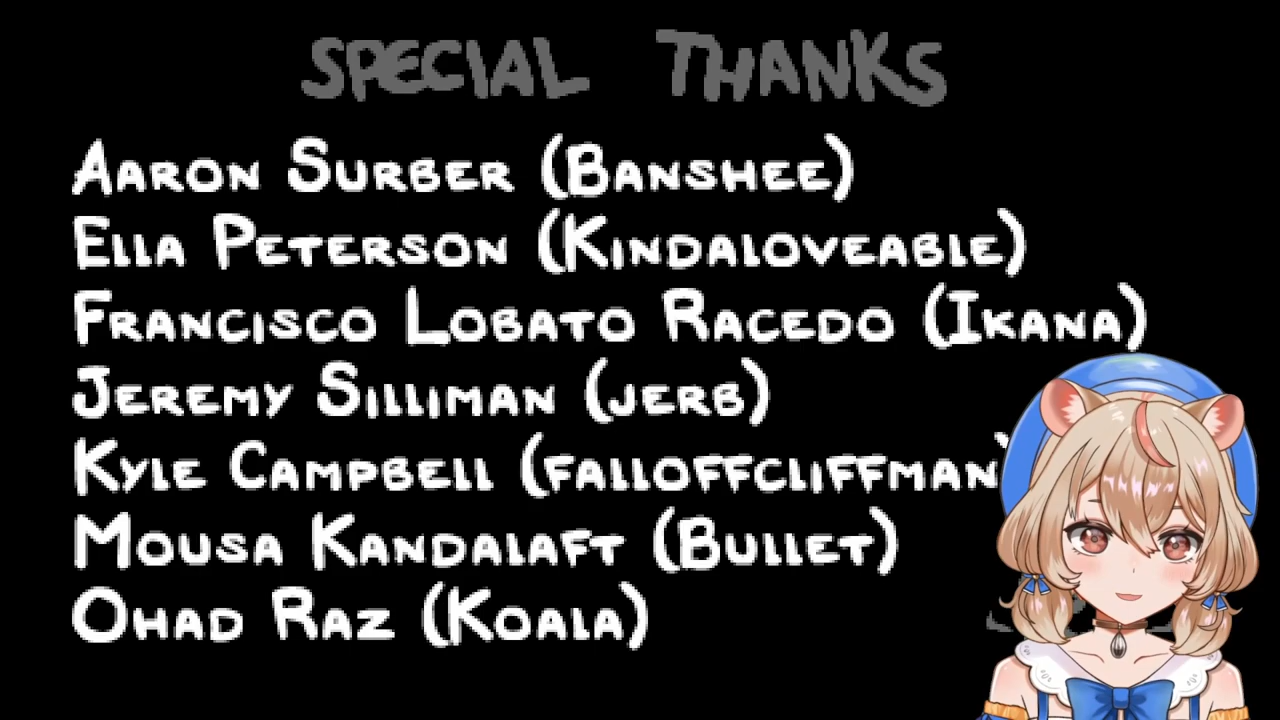 SPECIAL THANKS
AARON SURBER (BANSHEE)
ELLA PETERSON (KINDALOVEABLE)
FRANCISCO LOBATO RACEDO (IKANA)
JEREMY SILLIMAN (JERB)
KYLE CAMPBELL (FALLOFFCLIFFMAN)
MOUSA KANDALAFT (BULLET)
OHAD RAZ (KOALA)